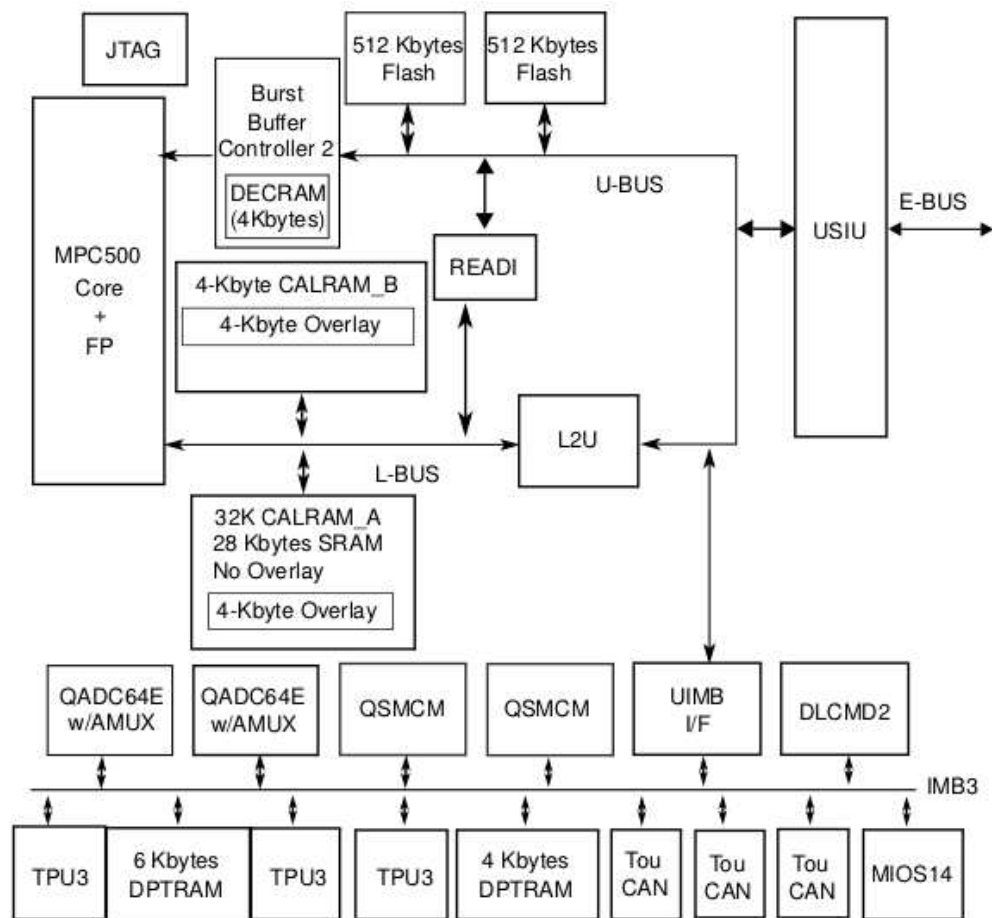 JTAG
512 Kbytes
Flash
512 Kbytes
Flash
Burst
Buffer
Controller 2
DECRAM
(4Kbytes)
U-BUS
E-BUS
USIU
MPC500
Core
+
FP
READI
4-Kbyte CALRAM_B
4-Kbyte Overlay
L2U
L-BUS
32K CALRAM_A
28 Kbytes SRAM
No Overlay
4-Kbyte Overlay
QADC64E
w/AMUX
QADC64E
w/AMUX
QSMCM
QSMCM
UIMB
I/F
DLCMD2
IMB3
TPU3
6 Kbytes
DPTRAM
TPU3
TPU3
4 Kbytes
DPTRAM
Tou
CAN
Tou
CAN
Tou
CAN
MIOS14